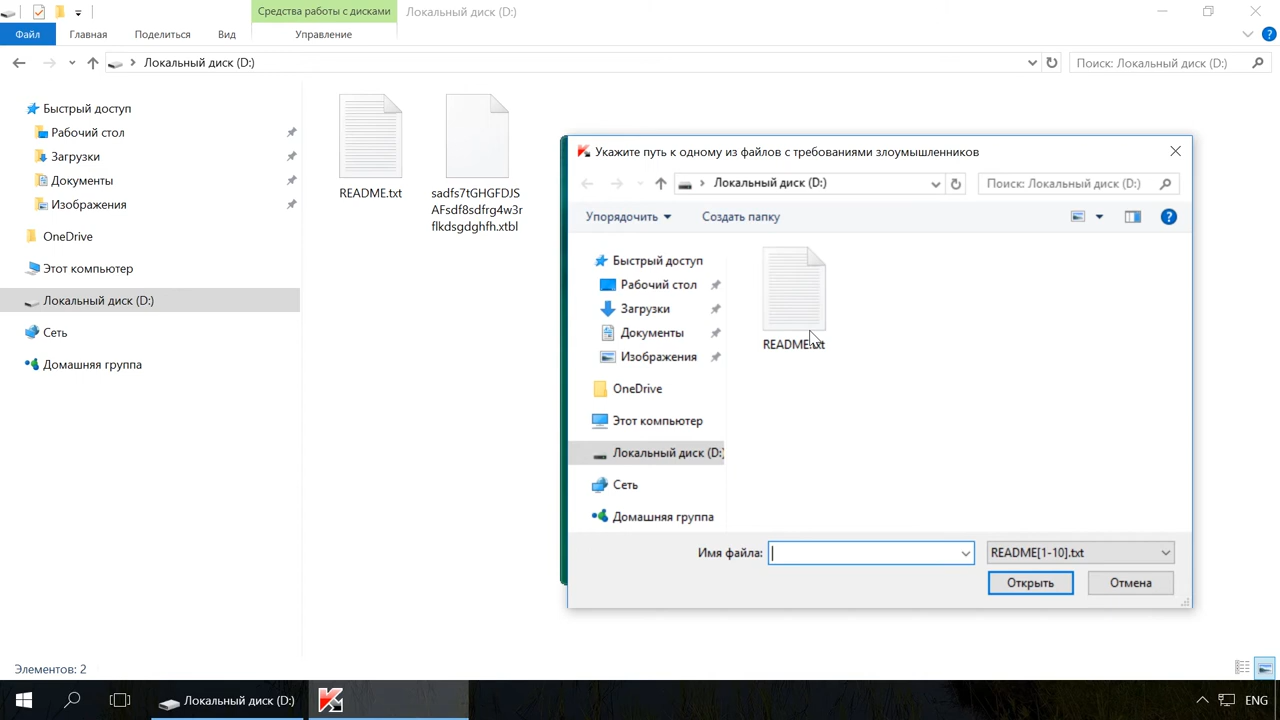 Средства работы с дисками
Локальный диск (D:)
Файл
Главная
Поделиться
Вид
Управление
Локальный диск (D:)
Поиск: Локальный диск (D:)
Быстрый доступ
Рабочий стол
Загрузки
Документы
Изображения
OneDrive
Этот компьютер
Локальный диск (D:)
Сеть
Домашняя группа
README.txt
sadfs7tGHGFDJS
AFsdf8sdfrg4w3r
flkdsgdghfh.xtbl
Укажите путь к одному из файлов с требованиями злоумышленников
Локальный диск (D:)
Поиск: Локальный диск (D:)
Упорядочить
Создать папку
Быстрый доступ
Рабочий стол
Загрузки
Документы
Изображения
OneDrive
Этот компьютер
Локальный диск (D:)
Сеть
Домашняя группа
README.txt
Имя файла:
README[1-10].txt
Открыть
Отмена
Элементов: 2
Локальный диск (D:)
ENG